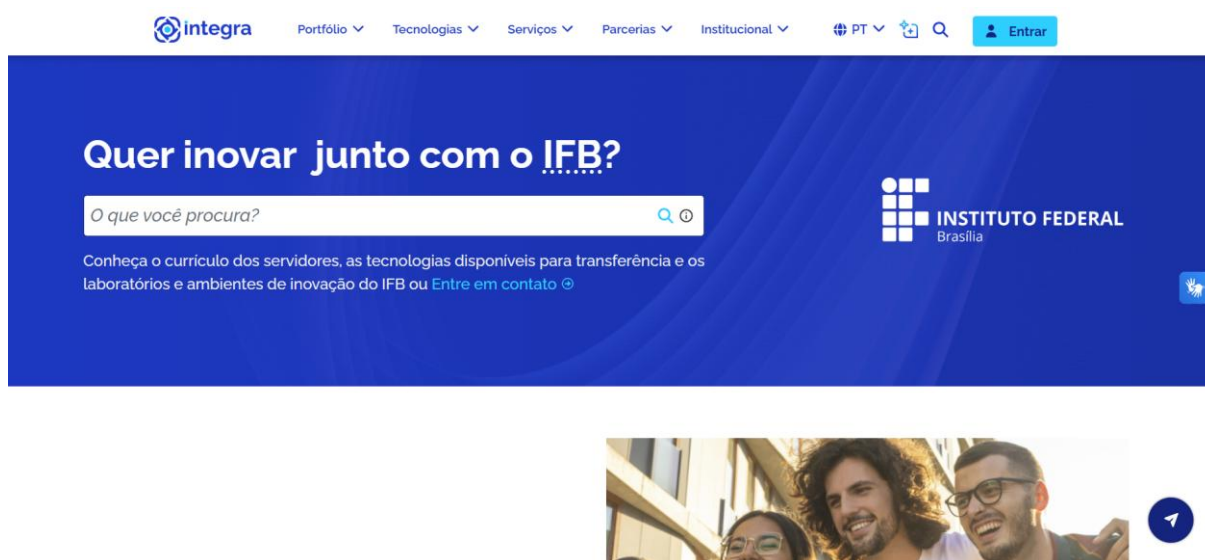 integra
Portfólio
Tecnologias
Serviços
Parcerias
Institucional
PT
Entrar
Quer inovar junto com o IFB?
O que você procura?
Conheça o currículo dos servidores, as tecnologias disponíveis para transferência e os
laboratórios e ambientes de inovação do IFB ou Entre em contato
INSTITUTO FEDERAL
Brasília